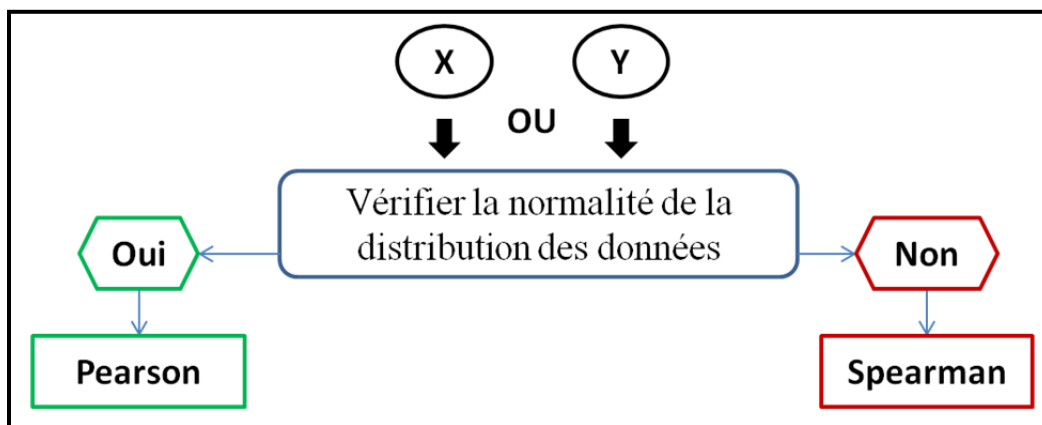 X
Y
OU
Vérifier la normalité de la
distribution des données
Oui
Non
Pearson
Spearman